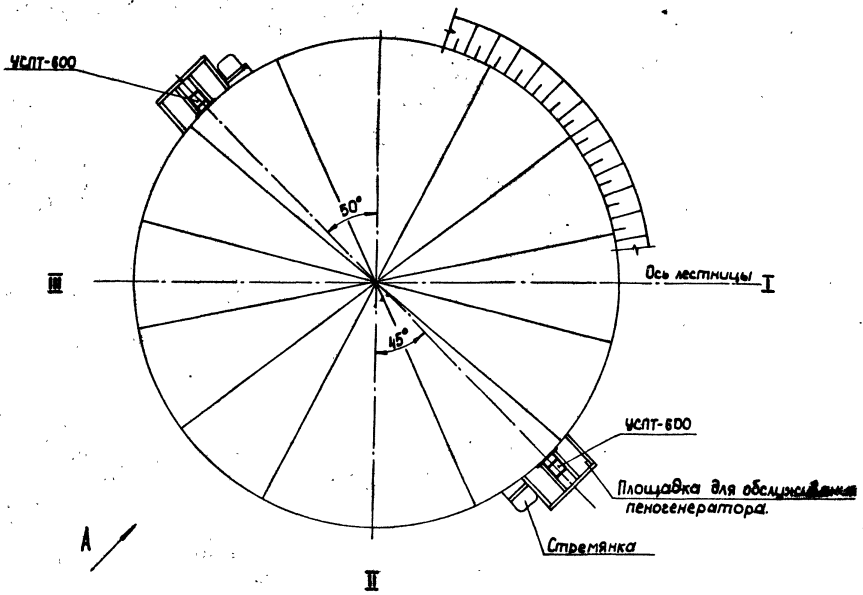 УСПТ-600
50°
III
Ось лестницы I
45°
УСПТ-600
Площадка для обслуживания
пеногенератора.
А
Стремянка
II